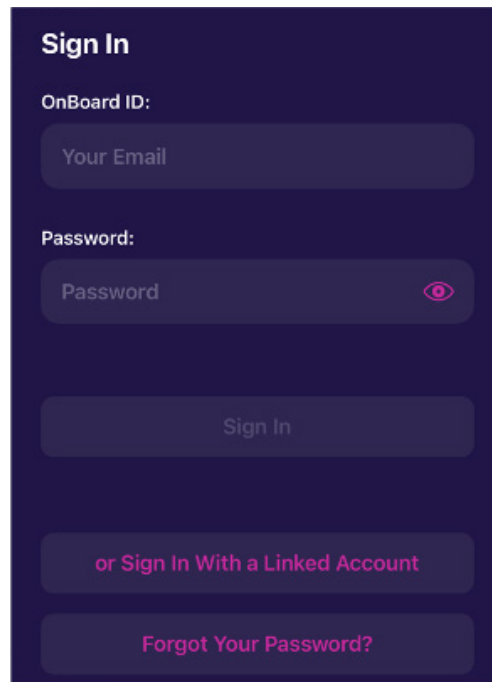 Sign In
OnBoard ID:
Your Email
Password:
Password
Sign In
or Sign In With a Linked Account
Forgot Your Password?